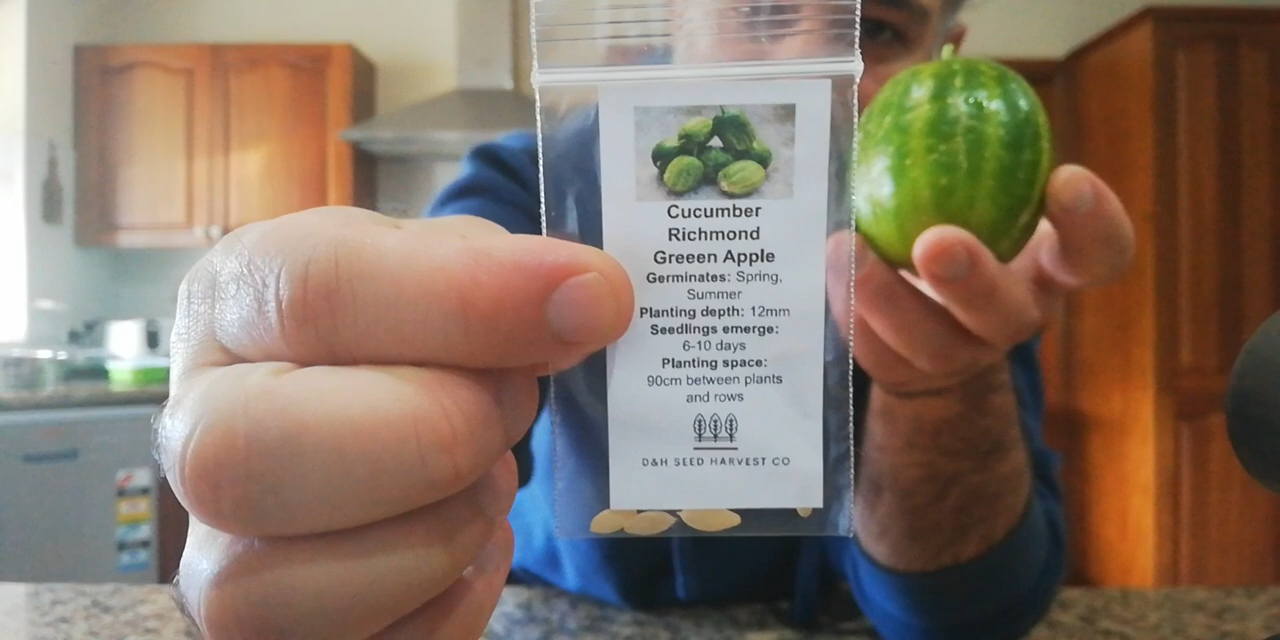 Cucumber
Richmond
Greeen Apple
Germinates: Spring,
Summer
Planting depth: 12mm
Seedlings emerge:
6-10 days
Planting space:
90cm between plants
and rows
D&H SEED HARVEST CO